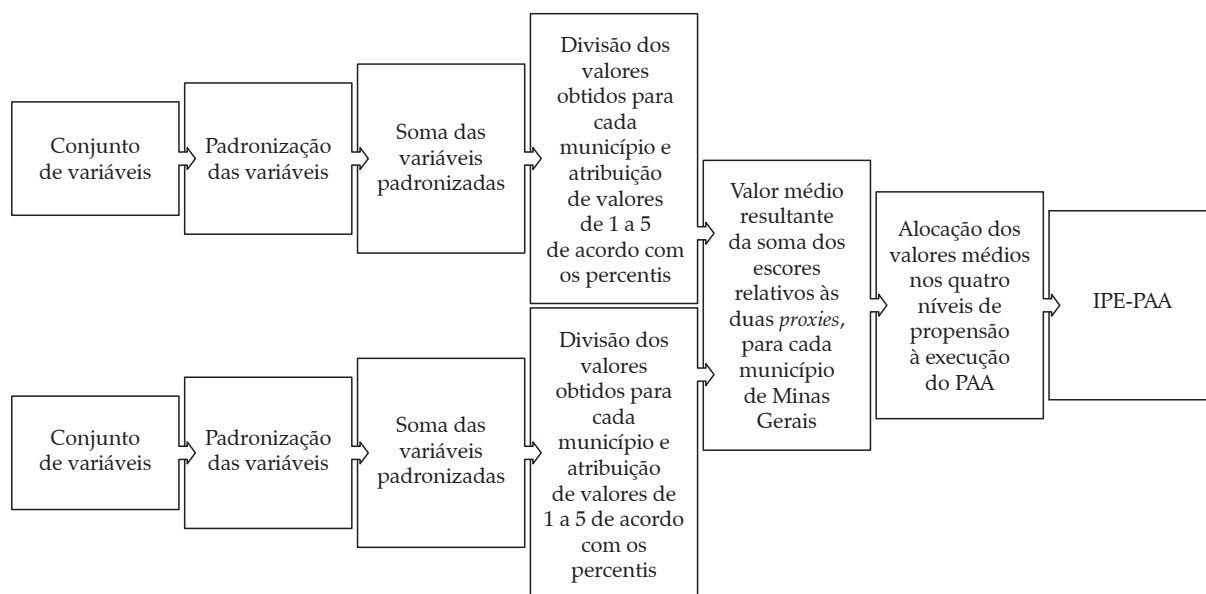 Conjunto
de variáveis
Padronização
das variáveis
Soma das
variáveis
padronizadas
Divisão dos
valores
obtidos para
cada
município e
atribuição
de valores
de 1 a 5
de acordo com
os percentis
Conjunto
de variáveis
Padronização
das variáveis
Soma das
variáveis
padronizadas
Divisão dos
valores
obtidos para
cada
município e
atribuição
de valores de
1 a 5 de acordo
com os
percentis
Valor médio
resultante
da soma dos
escores
relativos às
duas proxies,
para cada
município
de Minas
Gerais
Alocação dos
valores médios
nos quatro
níveis de
propensão
à execução
do PAA
IPE-PAA